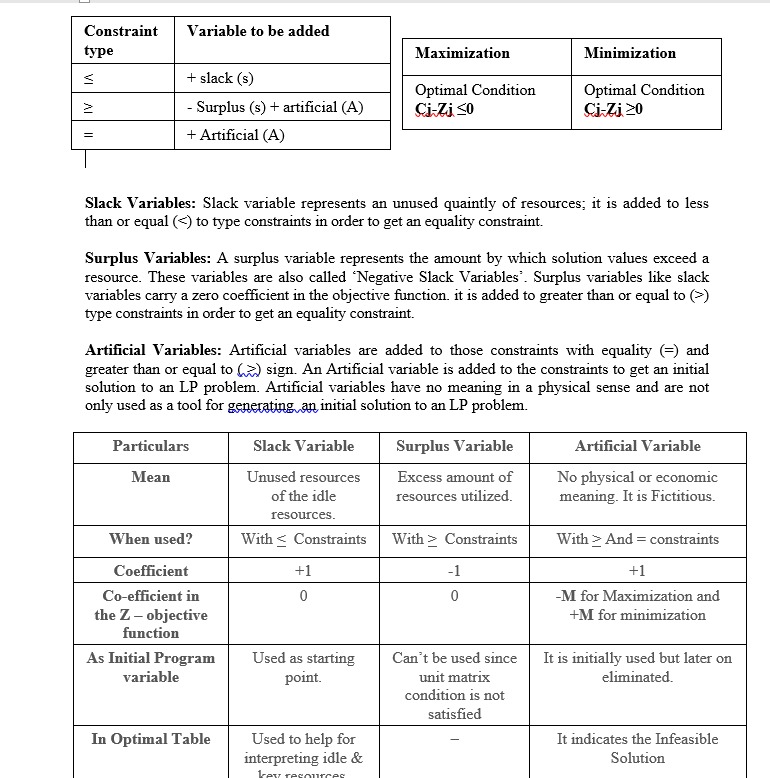 Constraint type
Variable to be added
≤
+ slack (s)
≥
- Surplus (s) + artificial (A)
=
+ Artificial (A)
Maximization
Minimization
Optimal Condition
Cj-Zj ≤0
Optimal Condition
Cj-Zj ≥0
Slack Variables: Slack variable represents an unused quaintly of resources; it is added to less
than or equal (<) to type constraints in order to get an equality constraint.
Surplus Variables: A surplus variable represents the amount by which solution values exceed a
resource. These variables are also called ‘Negative Slack Variables’. Surplus variables like slack
variables carry a zero coefficient in the objective function. it is added to greater than or equal to (>)
type constraints in order to get an equality constraint.
Artificial Variables: Artificial variables are added to those constraints with equality (=) and
greater than or equal to ( ≥) sign. An Artificial variable is added to the constraints to get an initial
solution to an LP problem. Artificial variables have no meaning in a physical sense and are not
only used as a tool for generating an initial solution to an LP problem.
Particulars
Slack Variable
Surplus Variable
Artificial Variable
Mean
Unused resources
of the idle
resources.
Excess amount of
resources utilized.
No physical or economic
meaning. It is Fictitious.
When used?
With ≤ Constraints
With ≥ Constraints
With ≥ And = constraints
Coefficient
+1
-1
+1
Co-efficient in
the Z – objective
function
0
0
-M for Maximization and
+M for minimization
As Initial Program
variable
Used as starting
point.
Can’t be used since
unit matrix
condition is not
satisfied
It is initially used but later on
eliminated.
In Optimal Table
Used to help for
interpreting idle &
key resources
–
It indicates the Infeasible
Solution